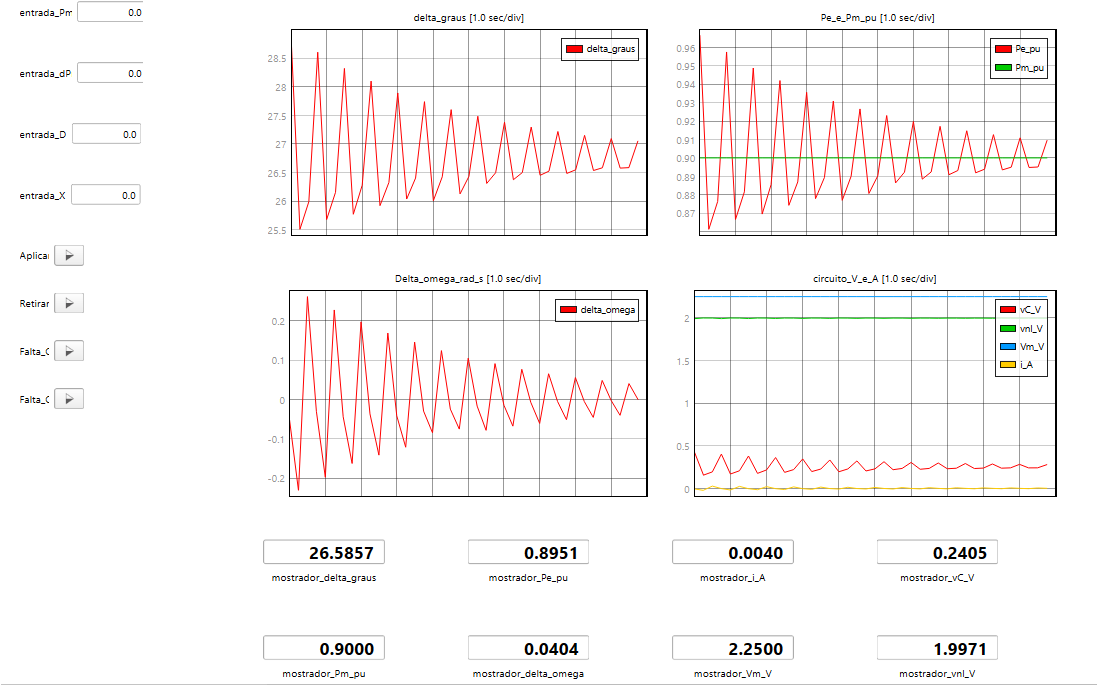 entrada_Pm 0.0
entrada_dP 0.0
entrada_D 0.0
entrada_X 0.0
Aplica
Retirar
Falta_C
Falta_C
delta_graus [1.0 sec/div]
delta_graus
28.5
28
27.5
27
26.5
26
25.5
Pe_e_Pm_pu [1.0 sec/div]
Pe_pu
Pm_pu
0.96
0.95
0.94
0.93
0.92
0.91
0.90
0.89
0.88
0.87
Delta_omega_rad_s [1.0 sec/div]
delta_omega
0.2
0.1
0
-0.1
-0.2
circuito_V_e_A [1.0 sec/div]
vC_V
vnl_V
Vm_V
i_A
2
1.5
1
0.5
0
26.5857 0.8951 0.0040 0.2405
mostrador_delta_graus mostrador_Pe_pu mostrador_i_A mostrador_vC_V
0.9000 0.0404 2.2500 1.9971
mostrador_Pm_pu mostrador_delta_omega mostrador_Vm_V mostrador_vnl_V